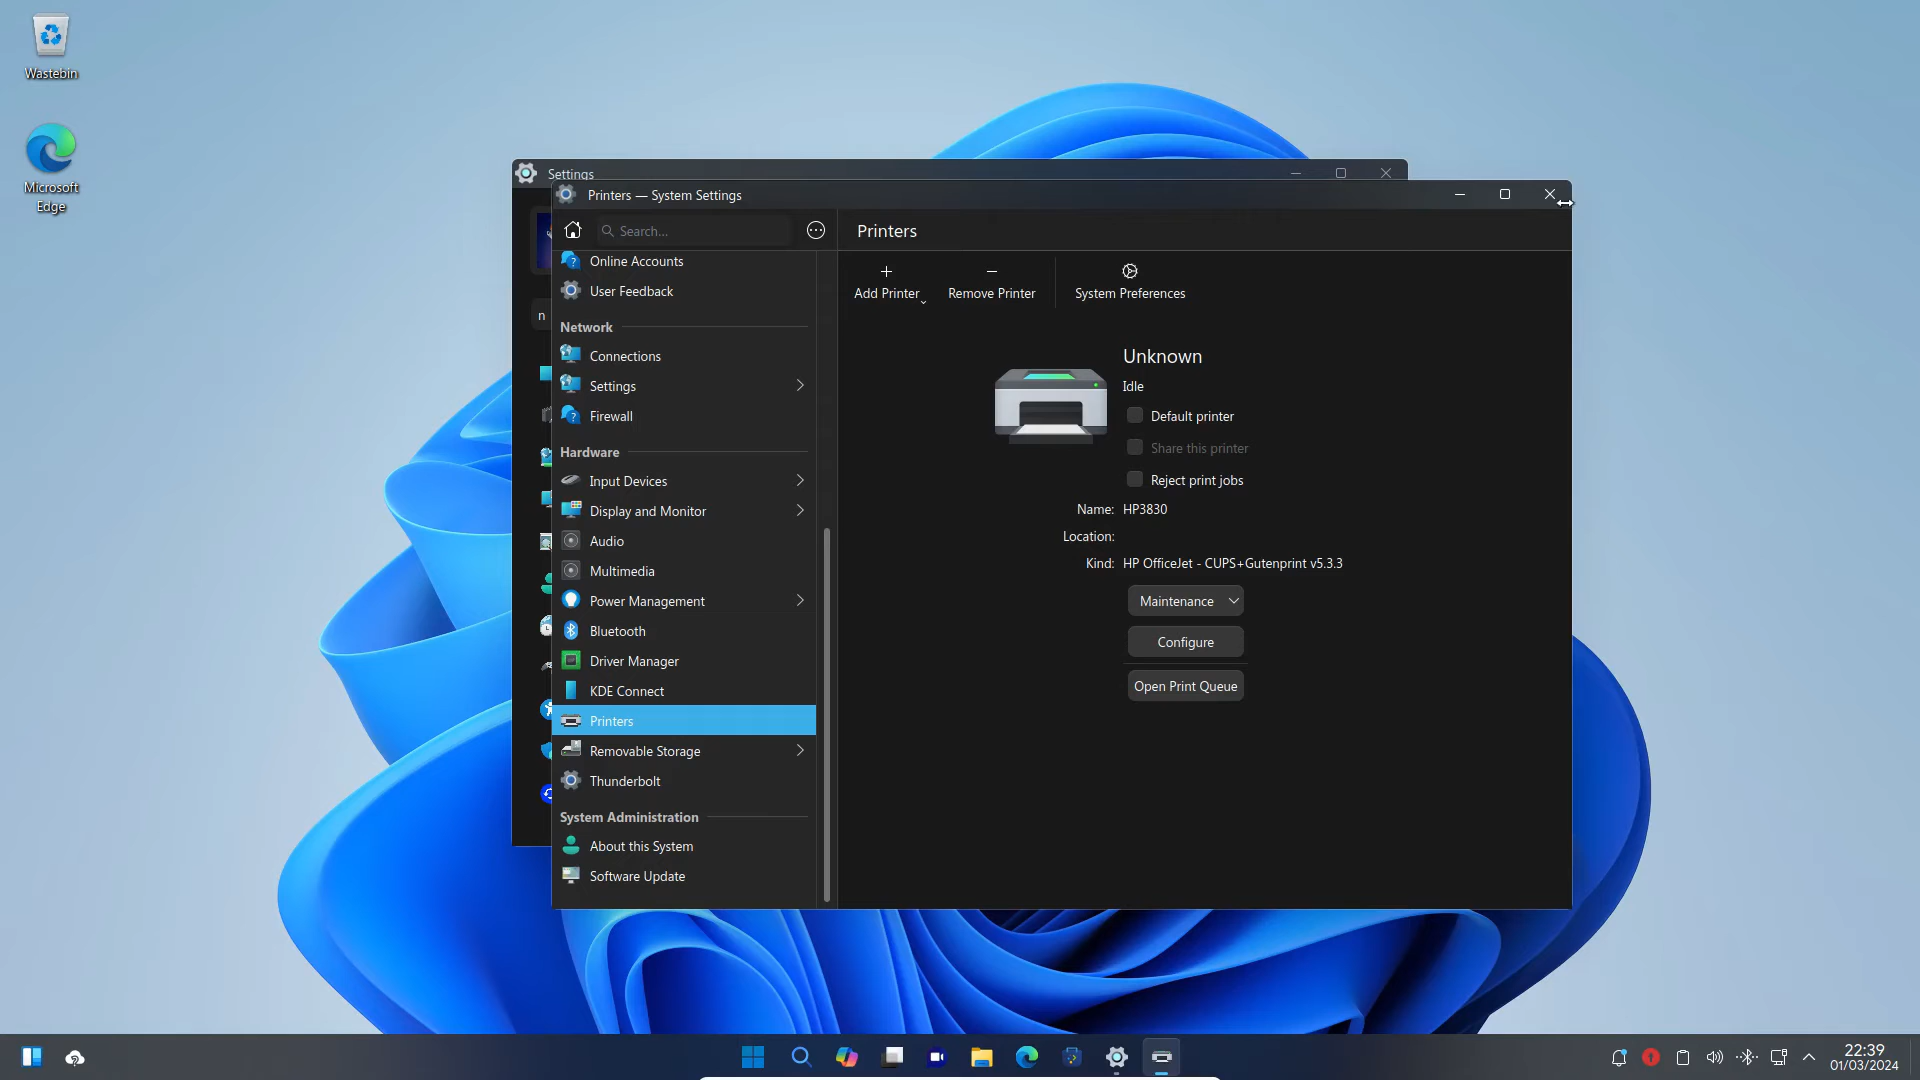 Wastebin
Microsoft
Edge
Settings
n
Printers — System Settings
Search...
Online Accounts
User Feedback
Network
Connections
Settings
Firewall
Hardware
Input Devices
Display and Monitor
Audio
Multimedia
Power Management
Bluetooth
Driver Manager
KDE Connect
Printers
Removable Storage
Thunderbolt
System Administration
About this System
Software Update
Printers
Add Printer
Remove Printer
System Preferences
Unknown
Idle
Default printer
Share this printer
Reject print jobs
Name: HP3830
Location:
Kind: HP OfficeJet - CUPS+Gutenprint v5.3.3
Maintenance
Configure
Open Print Queue
22:39
01/03/2024